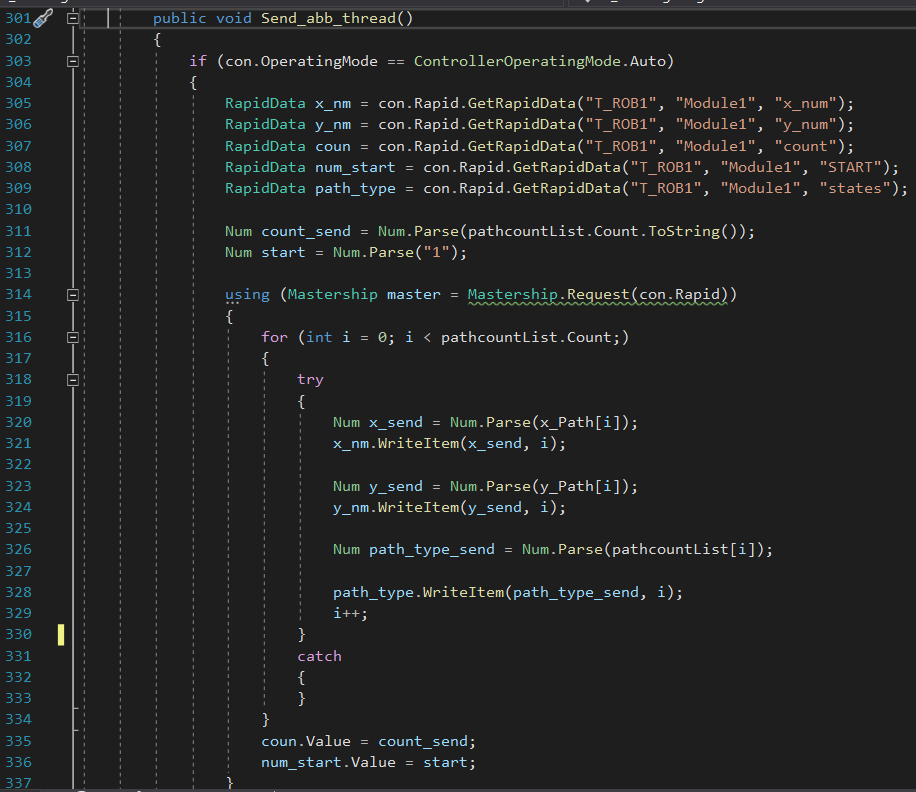 301 public void Send_abb_thread()
302 {
303 if (con.OperatingMode == ControllerOperatingMode.Auto)
304 {
305 RapidData x_nm = con.Rapid.GetRapidData("T_ROB1", "Module1", "x_num");
306 RapidData y_nm = con.Rapid.GetRapidData("T_ROB1", "Module1", "y_num");
307 RapidData coun = con.Rapid.GetRapidData("T_ROB1", "Module1", "count");
308 RapidData num_start = con.Rapid.GetRapidData("T_ROB1", "Module1", "START");
309 RapidData path_type = con.Rapid.GetRapidData("T_ROB1", "Module1", "states");
310
311 Num count_send = Num.Parse(pathcountList.Count.ToString());
312 Num start = Num.Parse("1");
313
314 using (Mastership master = Mastership.Request(con.Rapid))
315 {
316 for (int i = 0; i < pathcountList.Count;)
317 {
318 try
319 {
320 Num x_send = Num.Parse(x_Path[i]);
321 x_nm.WriteItem(x_send, i);
322
323 Num y_send = Num.Parse(y_Path[i]);
324 y_nm.WriteItem(y_send, i);
325
326 Num path_type_send = Num.Parse(pathcountList[i]);
327
328 path_type.WriteItem(path_type_send, i);
329 i++;
330 }
331 catch
332 {
333 }
334 }
335 coun.Value = count_send;
336 num_start.Value = start;
337 }